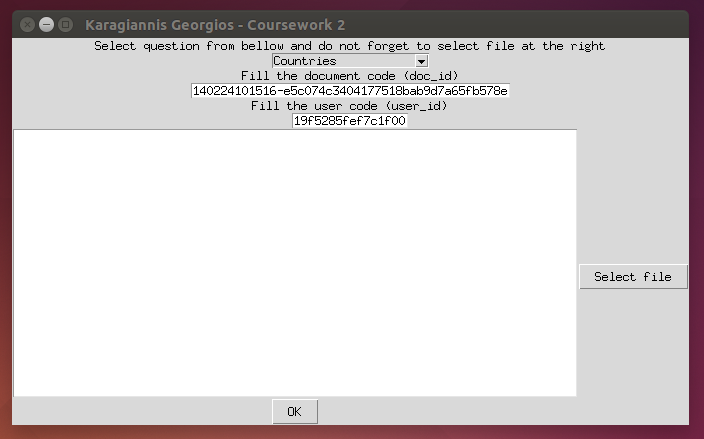 Karagiannis Georgios - Coursework 2
Select question from bellow and do not forget to select file at the right
Countries
Fill the document code (doc_id)
140224101516-e5c074c3404177518bab9d7a65fb578e
Fill the user code (user_id)
19f5285fef7c1f00
Select file
OK